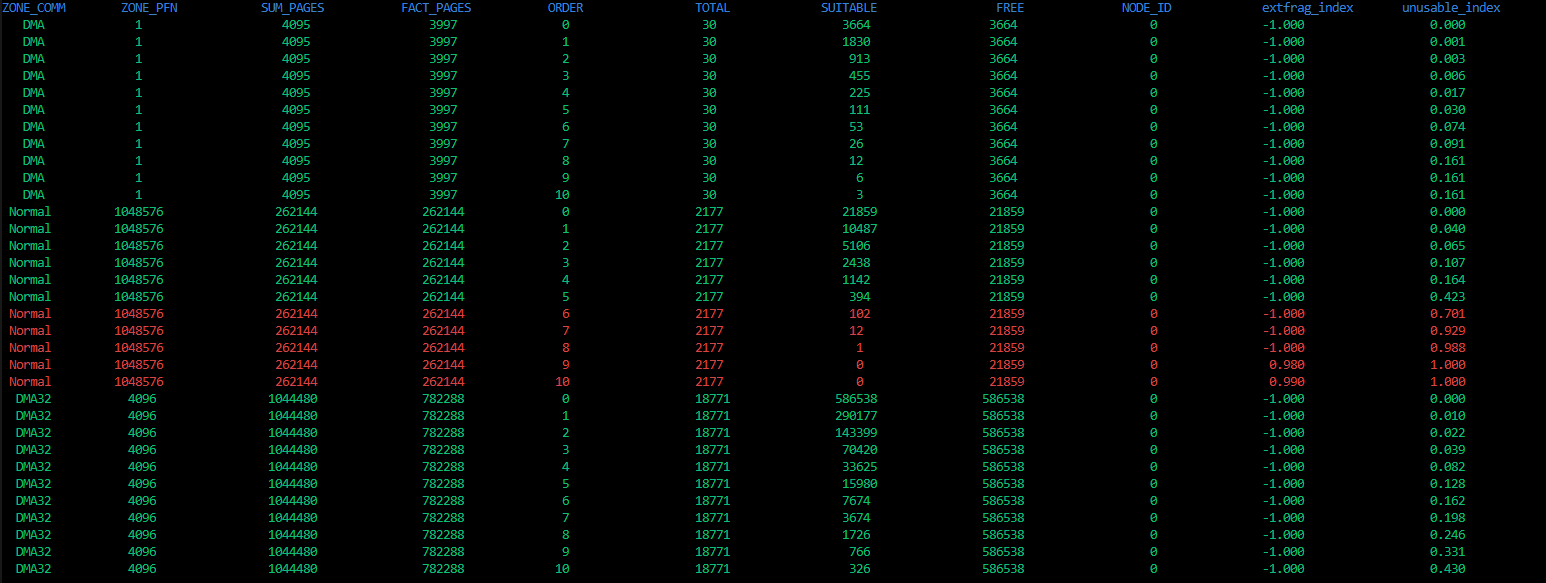 ZONE_COMM ZONE_PFN SUM_PAGES FACT_PAGES ORDER TOTAL SUITABLE FREE NODE_ID extfrag_index unusable_index
DMA 1 4095 3997 0 30 3664 3664 0 -1.000 0.000
DMA 1 4095 3997 1 30 1830 3664 0 -1.000 0.001
DMA 1 4095 3997 2 30 913 3664 0 -1.000 0.003
DMA 1 4095 3997 3 30 455 3664 0 -1.000 0.006
DMA 1 4095 3997 4 30 225 3664 0 -1.000 0.017
DMA 1 4095 3997 5 30 111 3664 0 -1.000 0.030
DMA 1 4095 3997 6 30 53 3664 0 -1.000 0.074
DMA 1 4095 3997 7 30 26 3664 0 -1.000 0.091
DMA 1 4095 3997 8 30 12 3664 0 -1.000 0.161
DMA 1 4095 3997 9 30 6 3664 0 -1.000 0.161
DMA 1 4095 3997 10 30 3 3664 0 -1.000 0.161
Normal 1048576 262144 262144 0 2177 21859 21859 0 -1.000 0.000
Normal 1048576 262144 262144 1 2177 10487 21859 0 -1.000 0.040
Normal 1048576 262144 262144 2 2177 5106 21859 0 -1.000 0.065
Normal 1048576 262144 262144 3 2177 2438 21859 0 -1.000 0.107
Normal 1048576 262144 262144 4 2177 1142 21859 0 -1.000 0.164
Normal 1048576 262144 262144 5 2177 394 21859 0 -1.000 0.423
Normal 1048576 262144 262144 6 2177 102 21859 0 -1.000 0.701
Normal 1048576 262144 262144 7 2177 12 21859 0 -1.000 0.929
Normal 1048576 262144 262144 8 2177 1 21859 0 -1.000 0.988
Normal 1048576 262144 262144 9 2177 0 21859 0 0.980 1.000
Normal 1048576 262144 262144 10 2177 0 21859 0 0.990 1.000
DMA32 4096 1044480 782288 0 18771 586538 586538 0 -1.000 0.000
DMA32 4096 1044480 782288 1 18771 290177 586538 0 -1.000 0.010
DMA32 4096 1044480 782288 2 18771 143399 586538 0 -1.000 0.022
DMA32 4096 1044480 782288 3 18771 70420 586538 0 -1.000 0.039
DMA32 4096 1044480 782288 4 18771 33625 586538 0 -1.000 0.082
DMA32 4096 1044480 782288 5 18771 15980 586538 0 -1.000 0.128
DMA32 4096 1044480 782288 6 18771 7674 586538 0 -1.000 0.162
DMA32 4096 1044480 782288 7 18771 3674 586538 0 -1.000 0.198
DMA32 4096 1044480 782288 8 18771 1726 586538 0 -1.000 0.246
DMA32 4096 1044480 782288 9 18771 766 586538 0 -1.000 0.331
DMA32 4096 1044480 782288 10 18771 326 586538 0 -1.000 0.430